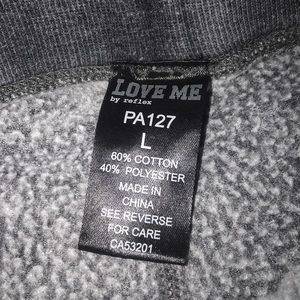 LOVE ME
by reflex
PA127
L
60% COTTON
40% POLYESTER
MADE IN
CHINA
SEE REVERSE
FOR CARE
CA53201